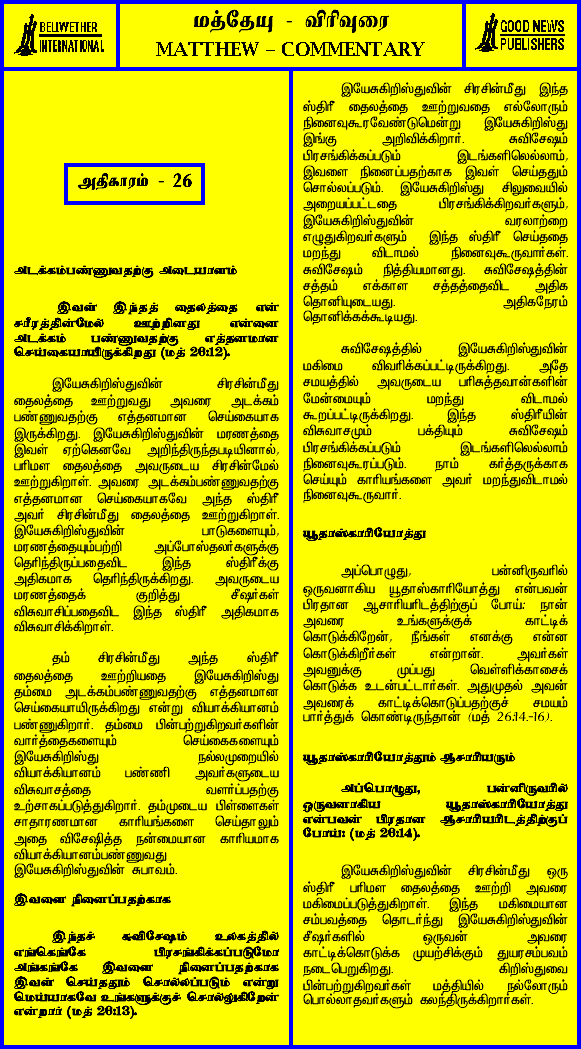 BELIWETHER
INTERNATIONAL
மத்தேயு - விரிவுரை
MATTHEW – COMMENTARY
GOOD NEWS
PUBLISHERS
அதிகாரம் - 26
அடக்கம்பண்ணுவதற்கு அடையாளம்
இவள் இந்தத் தைலத்தை என்
சரீரத்தின்மேல் ஊற்றினது என்னை
அடக்கம் பண்ணுவதற்கு எத்தனமான
செய்கையாயிருக்கிறது (மத் 26:12).
இயேசுகிறிஸ்துவின் சிரசின்மீது
தைலத்தை ஊற்றுவது அவரை அடக்கம்
பண்ணுவதற்கு எத்தனமான செய்கையாக
இருக்கிறது. இயேசுகிறிஸ்துவின் மரணத்தை
இவள் ஏற்கெனவே அறிந்திருந்தபடியினால்,
பரிமள தைலத்தை அவருடைய சிரசின்மேல்
ஊற்றுகிறாள். அவரை அடக்கம்பண்ணுவதற்கு
எத்தனமான செய்கையாகவே அந்த ஸ்திரீ
அவர் சிரசின்மீது தைலத்தை ஊற்றுகிறாள்.
இயேசுகிறிஸ்துவின் பாடுகளையும்,
மரணத்தையும்பற்றி அப்போஸ்தலர்களுக்கு
தெரிந்திருப்பதைவிட இந்த ஸ்திரீக்கு
அதிகமாக தெரிந்திருக்கிறது. அவருடைய
மரணத்தைக் குறித்து சீஷர்கள்
விசுவாசிப்பதைவிட இந்த ஸ்திரீ அதிகமாக
விசுவாசிக்கிறாள்.
தம் சிரசின்மீது அந்த ஸ்திரீ
தைலத்தை ஊற்றியதை இயேசுகிறிஸ்து
தம்மை அடக்கம்பண்ணுவதற்கு எத்தனமான
செய்கையாயிருக்கிறது என்று வியாக்கியானம்
பண்ணுகிறார். தம்மை பின்பற்றுகிறவர்களின்
வார்த்தைகளையும் செய்கைகளையும்
இயேசுகிறிஸ்து நல்லமுறையில்
வியாக்கியானம் பண்ணி அவர்களுடைய
விசுவாசத்தை வளர்ப்பதற்கு
உற்சாகப்படுத்துகிறார். தம்முடைய பிள்ளைகள்
சாதாரணமான காரியங்களை செய்தாலும்
அதை விசேஷித்த நன்மையான காரியமாக
வியாக்கியானம்பண்ணுவது
இயேசுகிறிஸ்துவின் சுபாவம்.
இவளை நினைப்பதற்காக
இந்தச் சுவிசேஷம் உலகத்தில்
எங்கெங்கே பிரசங்கிக்கப்படுமோ
அங்கங்கே இவளை நினைப்பதற்காக
இவள் செய்ததும் சொல்லப்படும் என்று
மெய்யாகவே உங்களுக்குச் சொல்லுகிறேன்
என்றார் (மத் 26:13).
இயேசுகிறிஸ்துவின் சிரசின்மீது இந்த
ஸ்திரீ தைலத்தை ஊற்றுவதை எல்லோரும்
நினைவுகூரவேண்டுமென்று இயேசுகிறிஸ்து
இங்கு அறிவிக்கிறார். சுவிசேஷம்
பிரசங்கிக்கப்படும் இடங்களிலெல்லாம்,
இவளை நினைப்பதற்காக இவள் செய்ததும்
சொல்லப்படும். இயேசுகிறிஸ்து சிலுவையில்
அறையப்பட்டதை பிரசங்கிக்கிறவர்களும்,
இயேசுகிறிஸ்துவின் வரலாற்றை
எழுதுகிறவர்களும் இந்த ஸ்திரீ செய்ததை
மறந்து விடாமல் நினைவுகூருவார்கள்.
சுவிசேஷம் நித்தியமானது. சுவிசேஷத்தின்
சத்தம் எக்காள சத்தத்தைவிட அதிக
தொனியுடையது. அதிகநேரம்
தொனிக்கக்கூடியது.
சுவிசேஷத்தில் இயேசுகிறிஸ்துவின்
மகிமை விவரிக்கப்பட்டிருக்கிறது. அதே
சமயத்தில் அவருடைய பரிசுத்தவான்களின்
மேன்மையும் மறந்து விடாமல்
கூறப்பட்டிருக்கிறது. இந்த ஸ்திரீயின்
விசுவாசமும் பக்தியும் சுவிசேஷம்
பிரசங்கிக்கப்படும் இடங்களிலெல்லாம்
நினைவுகூரப்படும். நாம் கர்த்தருக்காக
செய்யும் காரியங்களை அவர் மறந்துவிடாமல்
நினைவுகூருவார்.
யூதாஸ்காரியோத்து
அப்பொழுது, பன்னிருவரில்
ஒருவனாகிய யூதாஸ்காரியோத்து என்பவன்
பிரதான ஆசாரியரிடத்திற்குப் போய்: நான்
அவரை உங்களுக்குக் காட்டிக்
கொடுக்கிறேன், நீங்கள் எனக்கு என்ன
கொடுக்கிறீர்கள் என்றான். அவர்கள்
அவனுக்கு முப்பது வெள்ளிக்காசைக்
கொடுக்க உடன்பட்டார்கள். அதுமுதல் அவன்
அவரைக் காட்டிக்கொடுப்பதற்குச் சமயம்
பார்த்துக் கொண்டிருந்தான் (மத் 26:14-16).
யூதாஸ்காரியோத்தும் ஆசாரியரும்
அப்பொழுது, பன்னிருவரில்
ஒருவனாகிய யூதாஸ்காரியோத்து
என்பவன் பிரதான ஆசாரியரிடத்திற்குப்
போய்: (மத் 26:14).
இயேசுகிறிஸ்துவின் சிரசின்மீது ஒரு
ஸ்திரீ பரிமள தைலத்தை ஊற்றி அவரை
மகிமைப்படுத்துகிறாள். இந்த மகிமையான
சம்பவத்தை தொடர்ந்து இயேசுகிறிஸ்துவின்
சீஷர்களில் ஒருவன் அவரை
காட்டிக்கொடுக்க முயற்சிக்கும் துயரசம்பவம்
நடைபெறுகிறது. கிறிஸ்துவை
பின்பற்றுகிறவர்கள் மத்தியில் நல்லோரும்
பொல்லாதவர்களும் கலந்திருக்கிறார்கள்.